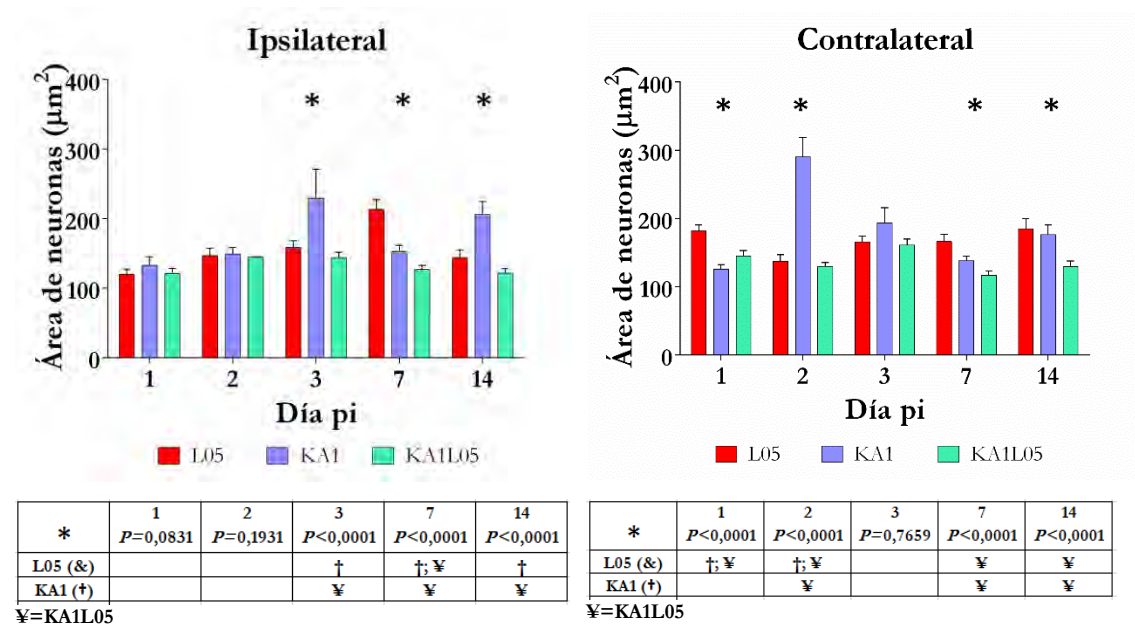 Ipsilateral
Área de neuronas (µm²)
400
300
200
100
0
* * *
1 2 3 7 14
Día pi
L05 KA1 KA1L05
* 1 2 3 7 14
P=0,0831 P=0,1931 P<0,0001 P<0,0001 P<0,0001
L05 (&) † †; ¥ †
KA1 (†) ¥ ¥ ¥
¥=KA1L05
Contralateral
Área de neuronas (µm²)
400
300
200
100
0
* * * *
1 2 3 7 14
Día pi
L05 KA1 KA1L05
* 1 2 3 7 14
P<0,0001 P<0,0001 P=0,7659 P<0,0001 P<0,0001
L05 (&) †; ¥ †; ¥ ¥ ¥
KA1 (†) ¥ ¥ ¥
¥=KA1L05